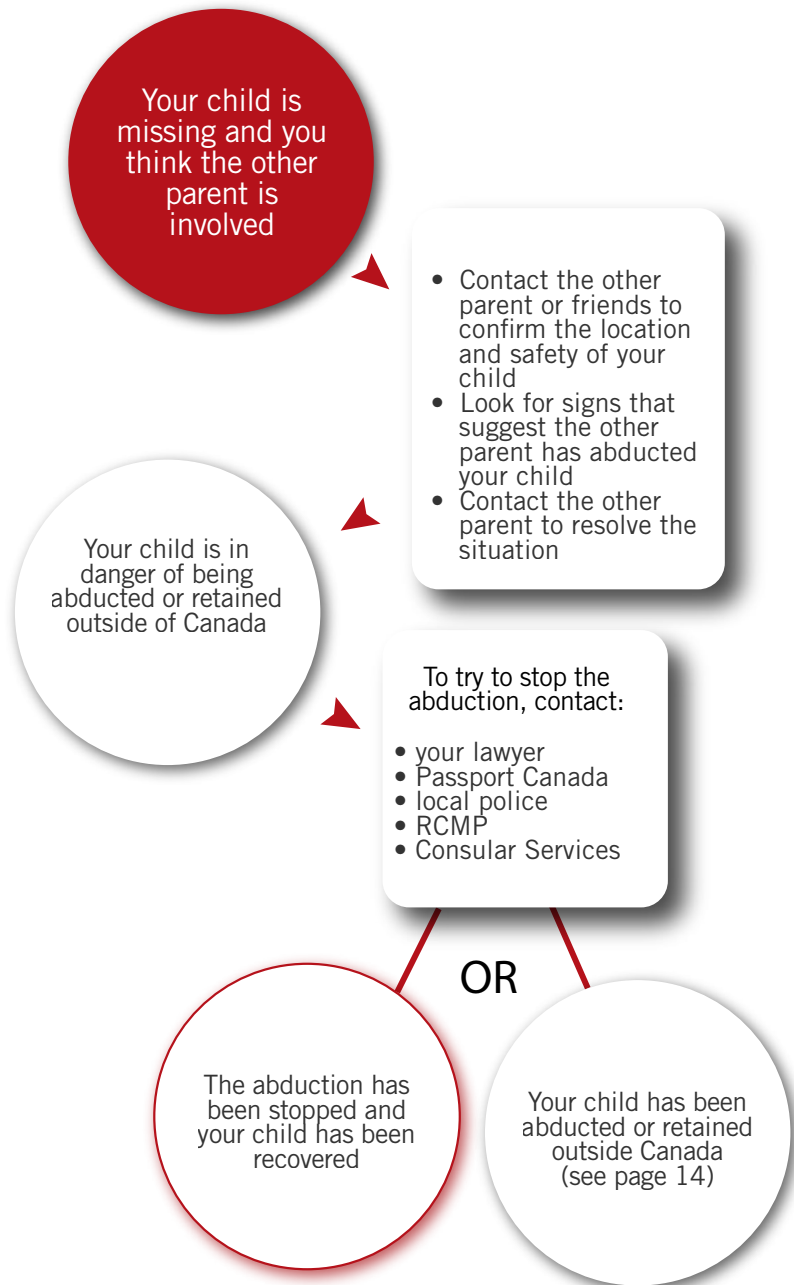 Your child is
missing and you
think the other
parent is
involved
• Contact the other
parent or friends to
confirm the location
and safety of your
child
• Look for signs that
suggest the other
parent has abducted
your child
• Contact the other
parent to resolve the
situation
Your child is in
danger of being
abducted or retained
outside of Canada
To try to stop the
abduction, contact:
• your lawyer
• Passport Canada
• local police
• RCMP
• Consular Services
OR
The abduction has
been stopped and
your child has been
recovered
Your child has been
abducted or retained
outside Canada
(see page 14)